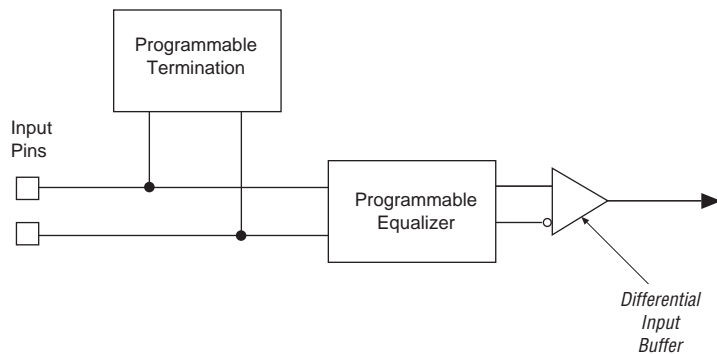 Programmable
Termination
Input
Pins
Programmable
Equalizer
Differential
Input
Buffer